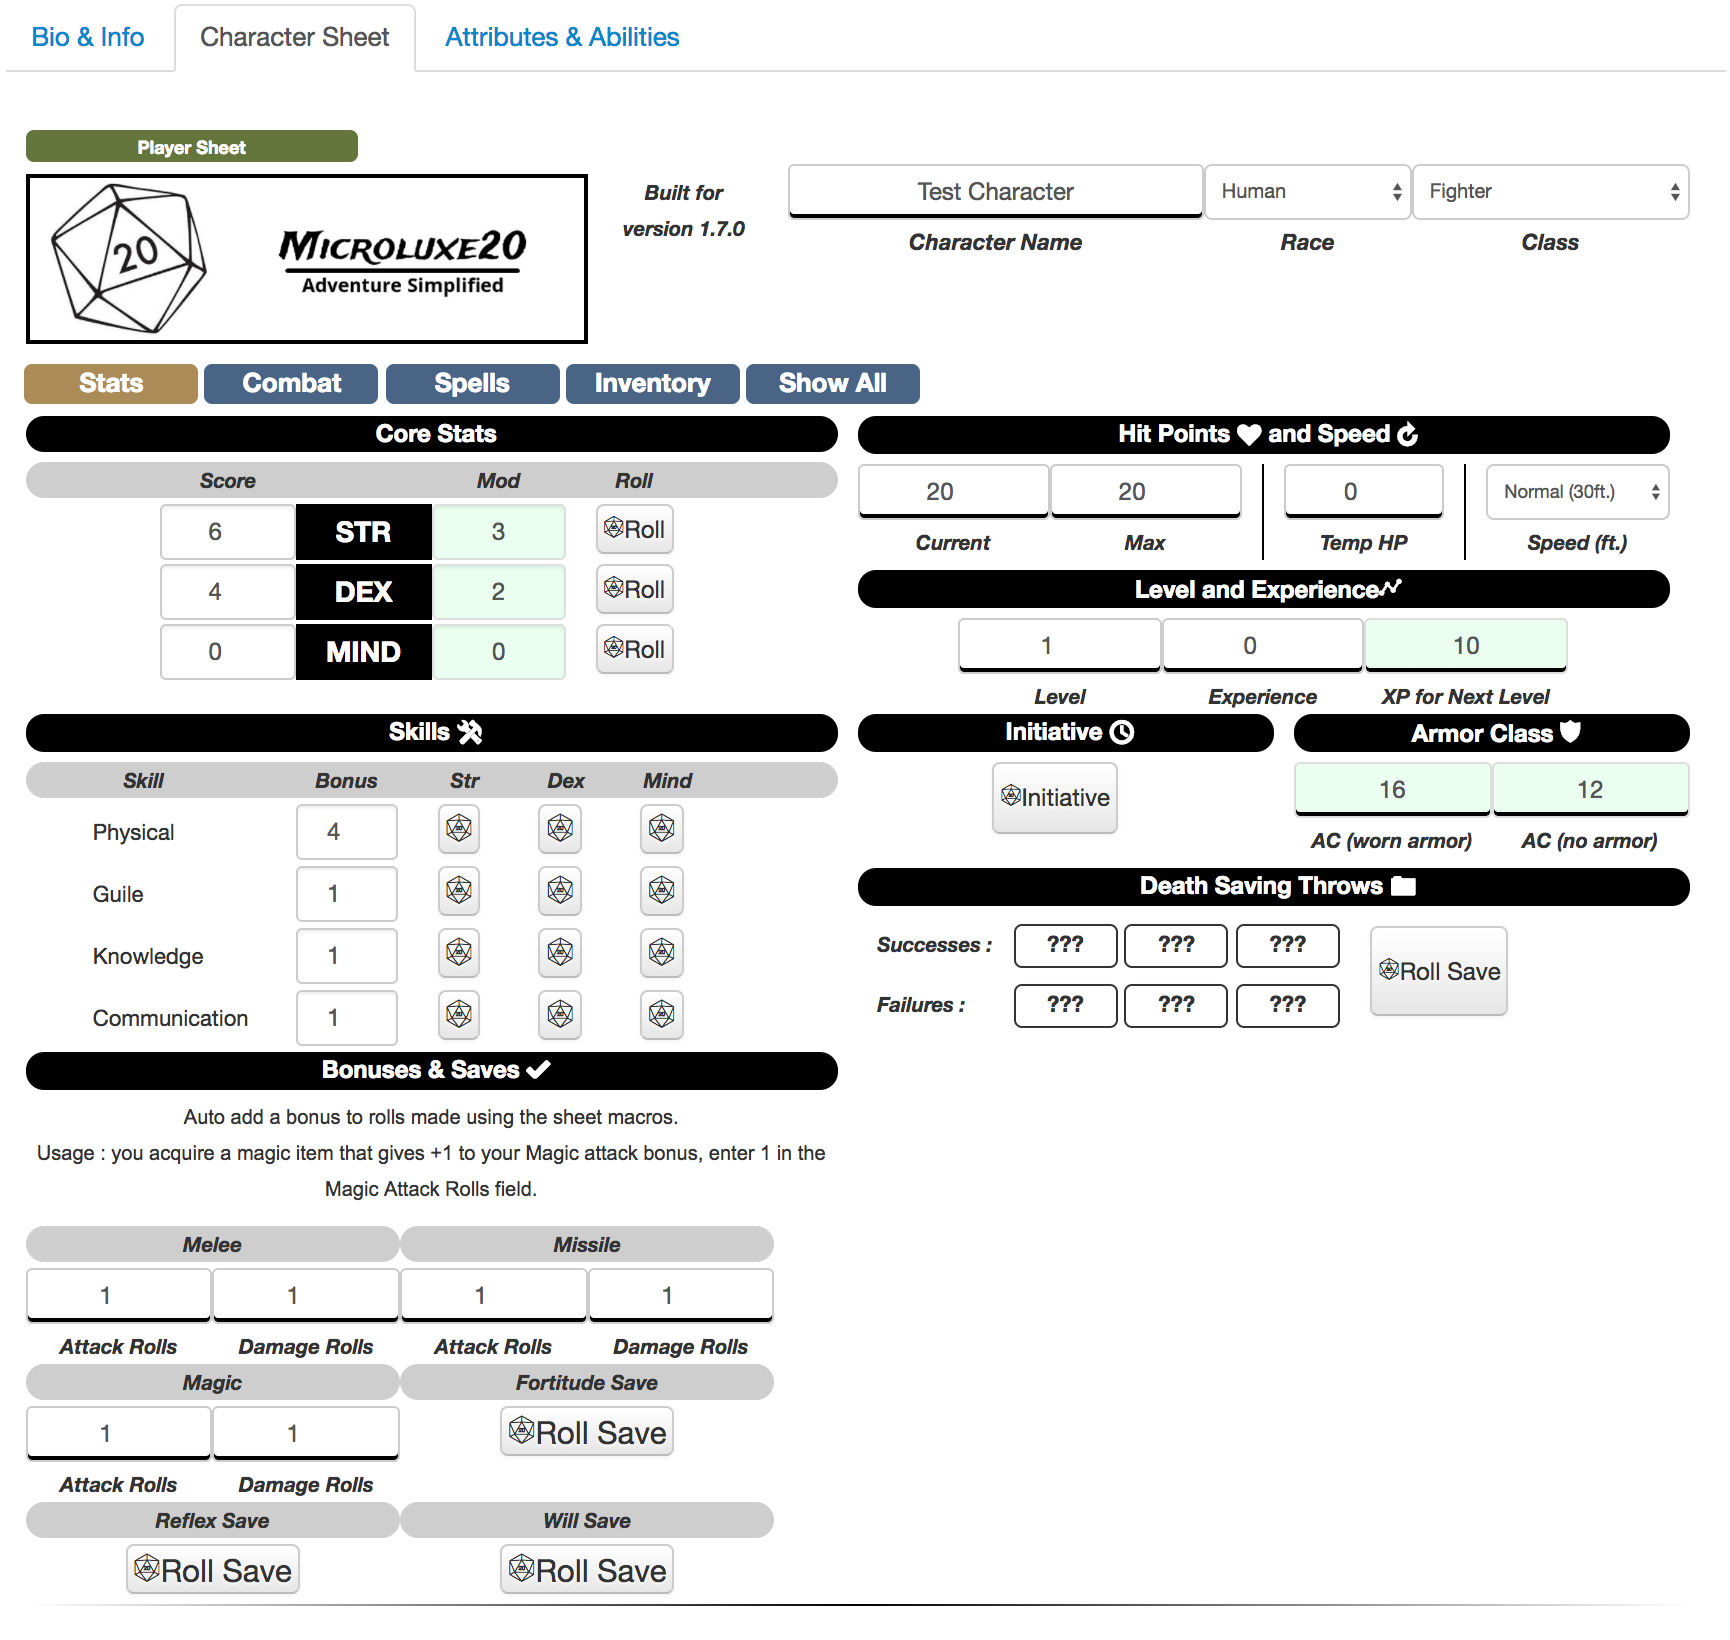 Bio & Info Character Sheet Attributes & Abilities
Player Sheet
20
Microluxe20
Adventure Simplified
Built for
version 1.7.0
Test Character Human Fighter
Character Name Race Class
Stats Combat Spells Inventory Show All
Core Stats
Score Mod Roll
6 STR 3 Roll
4 DEX 2 Roll
0 MIND 0 Roll
Skills
Skill Bonus Str Dex Mind
Physical 4
Guile 1
Knowledge 1
Communication 1
Bonuses & Saves
Auto add a bonus to rolls made using the sheet macros.
Usage : you acquire a magic item that gives +1 to your Magic attack bonus, enter 1 in the
Magic Attack Rolls field.
Melee Missile
1 1 1 1
Attack Rolls Damage Rolls Attack Rolls Damage Rolls
Magic Fortitude Save
1 1 Roll Save
Attack Rolls Damage Rolls
Reflex Save Will Save
Roll Save Roll Save
Hit Points and Speed
20 20 0 Normal (30ft.)
Current Max Temp HP Speed (ft.)
Level and Experience
1 0 10
Level Experience XP for Next Level
Initiative Armor Class
Initiative 16 12
AC (worn armor) AC (no armor)
Death Saving Throws
Successes : ??? ??? ???
Roll Save
Failures : ??? ??? ???